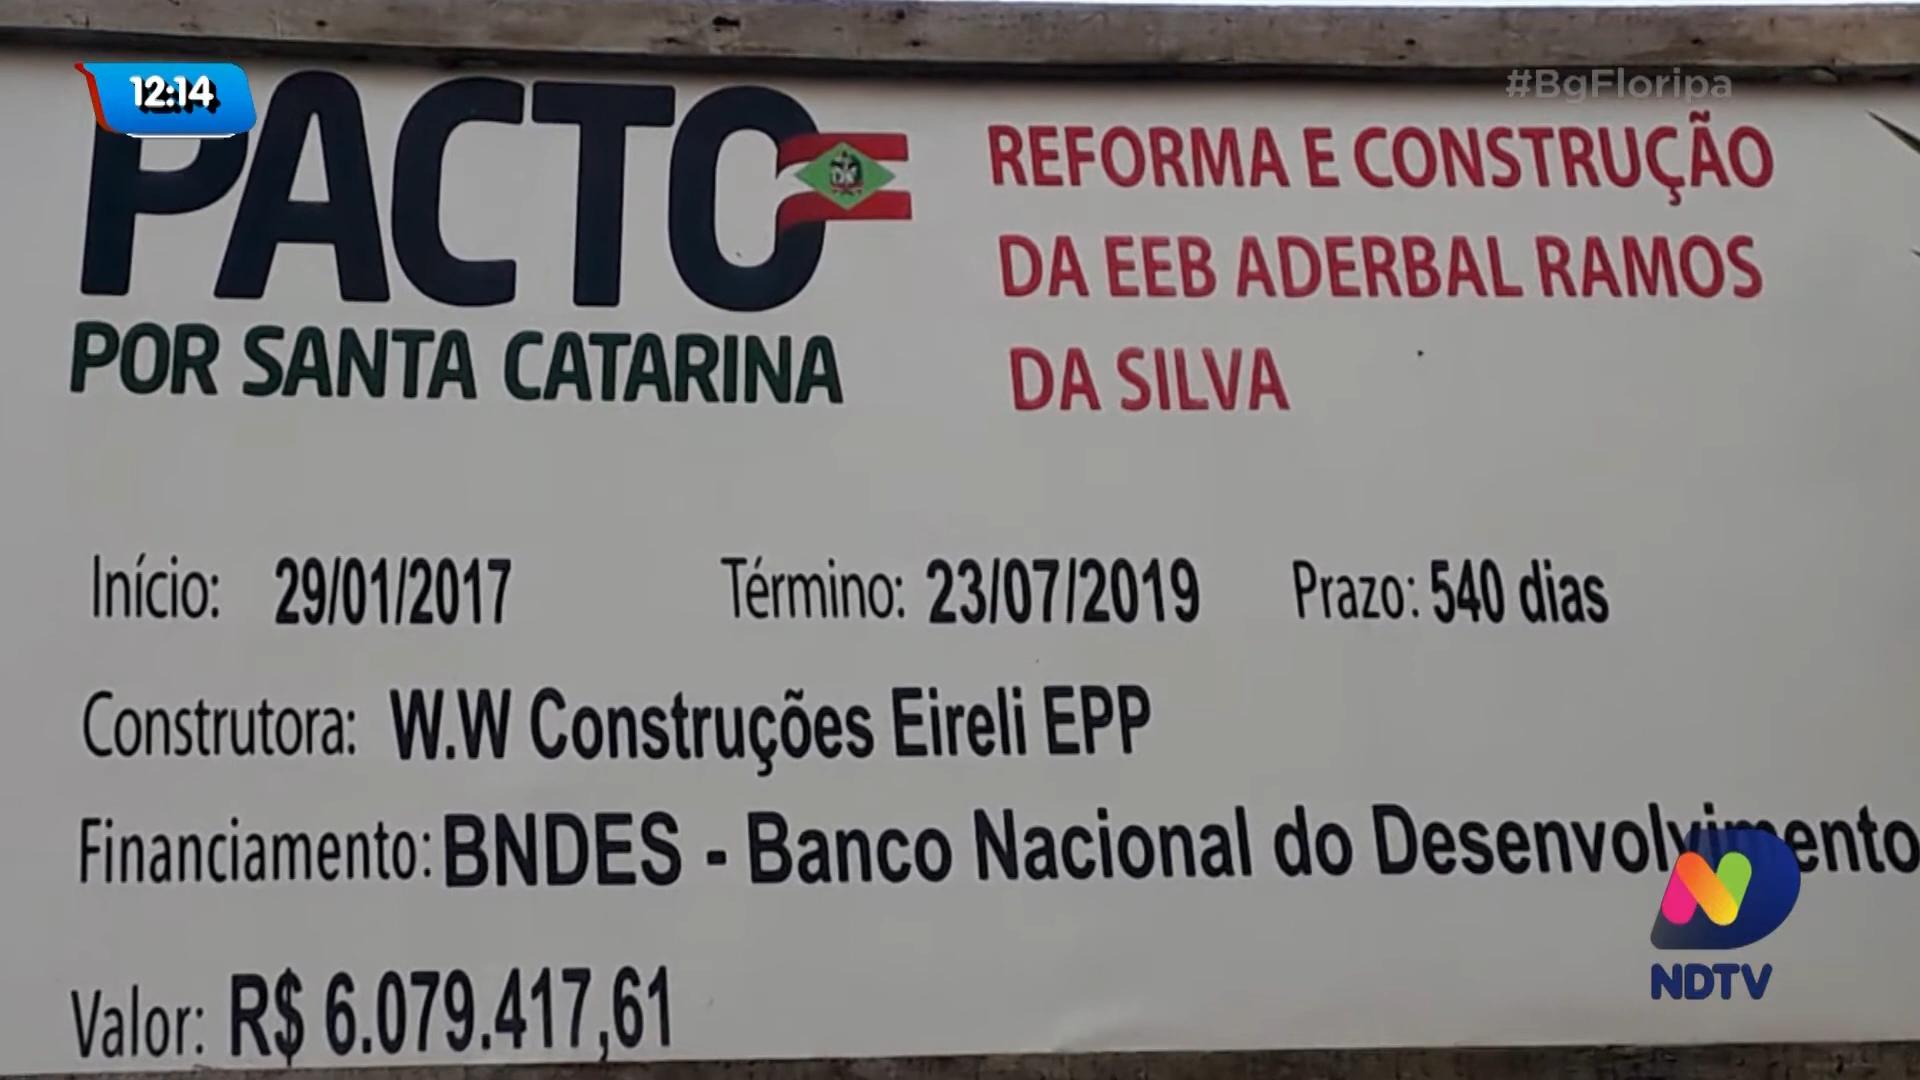 12:14
#BgFloripa
PACTO
POR SANTA CATARINA
REFORMA E CONSTRUÇÃO
DA EEB ADERBAL RAMOS
DA SILVA
Início: 29/01/2017 Término: 23/07/2019 Prazo: 540 dias
Construtora: W.W Construções Eireli EPP
Financiamento: BNDES - Banco Nacional do Desenvolvimento
Valor: R$ 6.079.417,61
NDTV